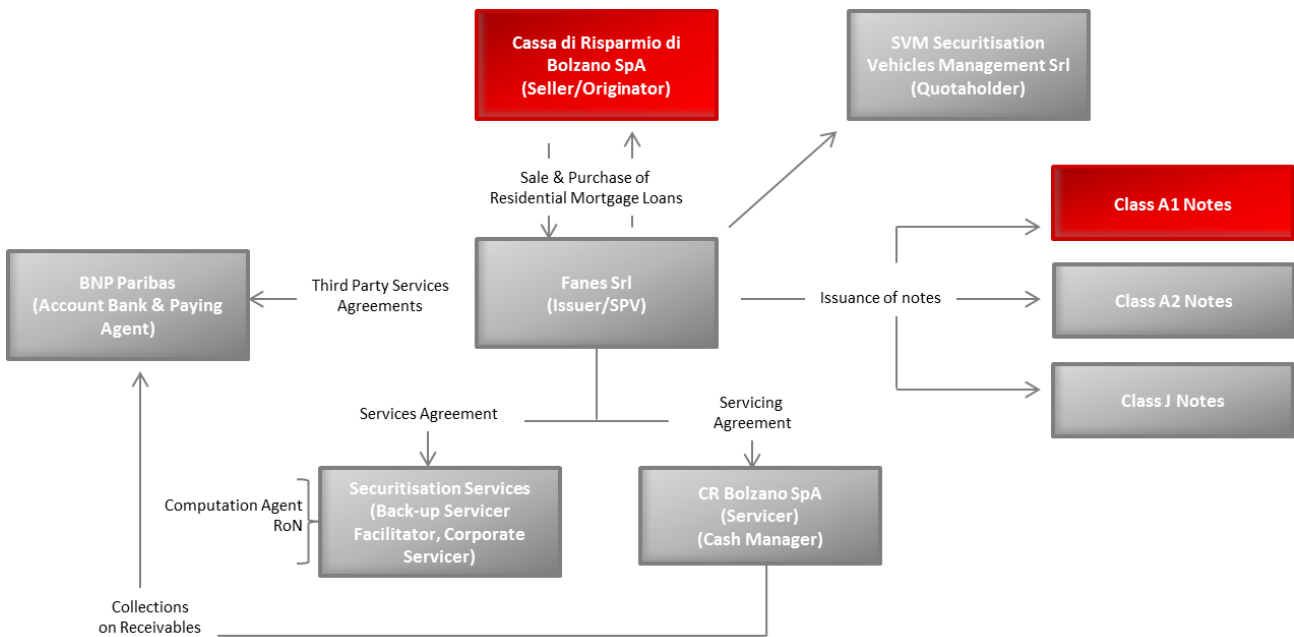 Cassa di Risparmio di
Bolzano SpA
(Seller/Originator)
SVM Securitisation
Vehicles Management Srl
(Quotaholder)
Sale & Purchase of
Residential Mortgage Loans
Class A1 Notes
BNP Paribas
(Account Bank & Paying
Agent)
Third Party Services
Agreements
Fanes Srl
(Issuer/SPV)
Issuance of notes
Class A2 Notes
Class J Notes
Services Agreement
Servicing
Agreement
Computation Agent
RoN
Securitisation Services
(Back-up Servicer
Facilitator, Corporate
Servicer)
CR Bolzano SpA
(Servicer)
(Cash Manager)
Collections
on Receivables